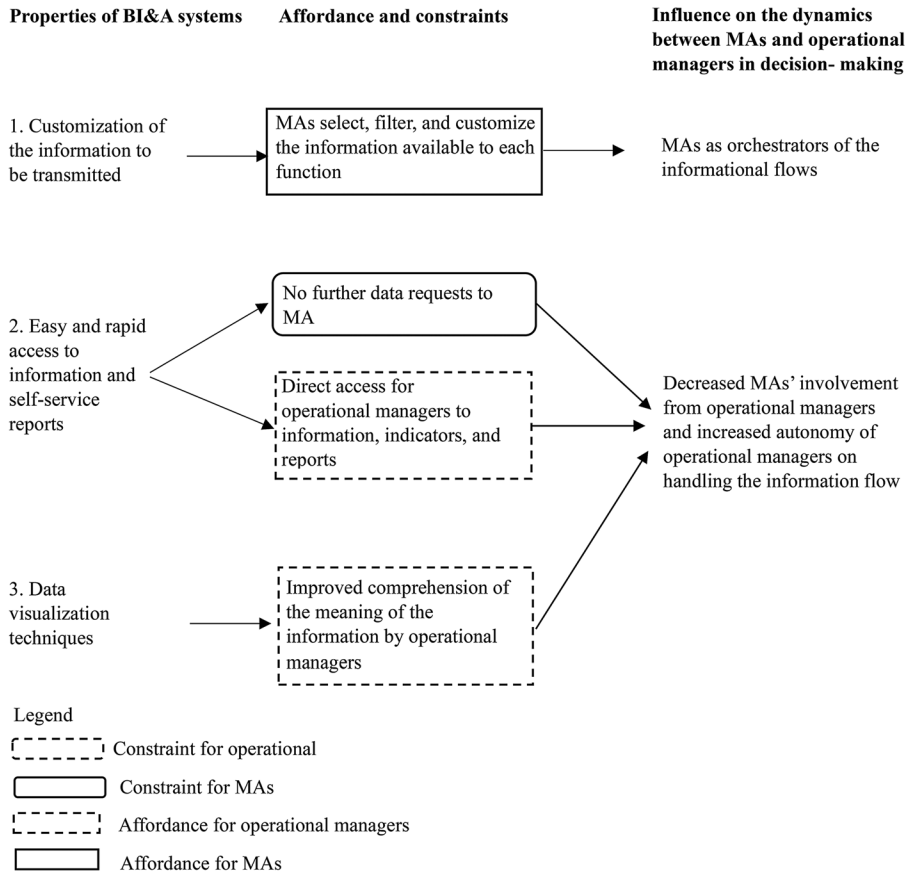 Properties of BI&A systems
Affordance and constraints
Influence on the dynamics
between MAs and operational
managers in decision- making
1. Customization of
the information to
be transmitted
MAs select, filter, and customize
the information available to each
function
MAs as orchestrators of the
informational flows
2. Easy and rapid
access to
information and
self-service
reports
No further data requests to
MA
Direct access for
operational managers to
information, indicators, and
reports
Decreased MAs’ involvement
from operational managers
and increased autonomy of
operational managers on
handling the information flow
3. Data
visualization
techniques
Improved comprehension of
the meaning of the
information by operational
managers
Legend
Constraint for operational
Constraint for MAs
Affordance for operational managers
Affordance for MAs